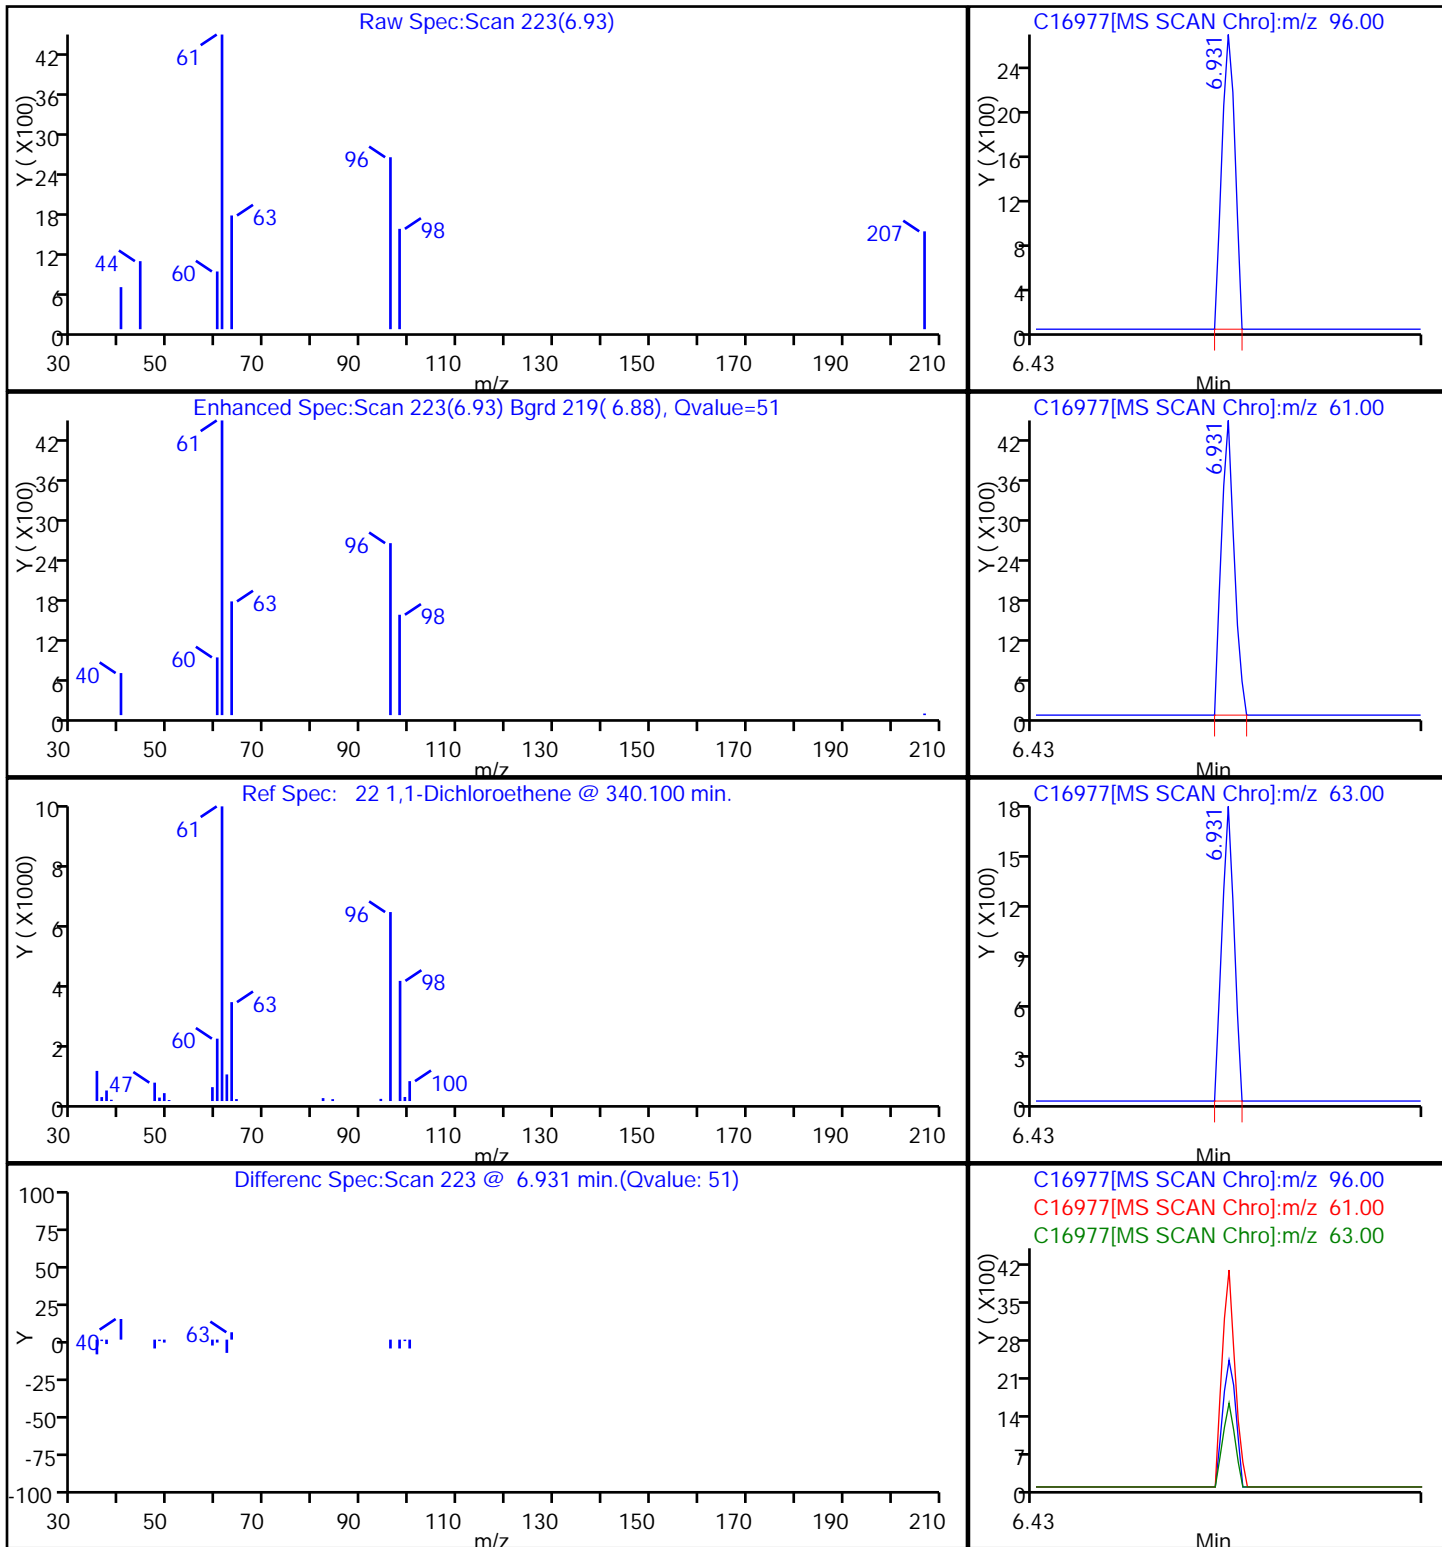 Raw Spec:Scan 223(6.93)
Y ( X100)
42
36
30
24
18
12
6
0
61
96
63
98
44
60
207
30 50 70 90 110 130 150 170 190 210
m/z
C16977[MS SCAN Chro]:m/z 96.00
Y ( X100)
24
20
16
12
8
4
0
6.931
6.43
Min
Enhanced Spec:Scan 223(6.93) Bgrd 219( 6.88), Qvalue=51
Y ( X100)
42
36
30
24
18
12
6
0
61
96
63
98
60
40
30 50 70 90 110 130 150 170 190 210
m/z
C16977[MS SCAN Chro]:m/z 61.00
Y ( X100)
42
36
30
24
18
12
6
0
6.931
6.43
Min
Ref Spec: 22 1,1-Dichloroethene @ 340.100 min.
Y ( X1000)
10
8
6
4
2
0
61
96
98
63
60
47
100
30 50 70 90 110 130 150 170 190 210
m/z
C16977[MS SCAN Chro]:m/z 63.00
Y ( X100)
18
15
12
9
6
3
0
6.931
6.43
Min
Differenc Spec:Scan 223 @ 6.931 min.(Qvalue: 51)
Y
100
75
50
25
0
-25
-50
-75
-100
40
63
30 50 70 90 110 130 150 170 190 210
m/z
C16977[MS SCAN Chro]:m/z 96.00
C16977[MS SCAN Chro]:m/z 61.00
C16977[MS SCAN Chro]:m/z 63.00
Y ( X100)
42
35
28
21
14
7
0
6.43
Min